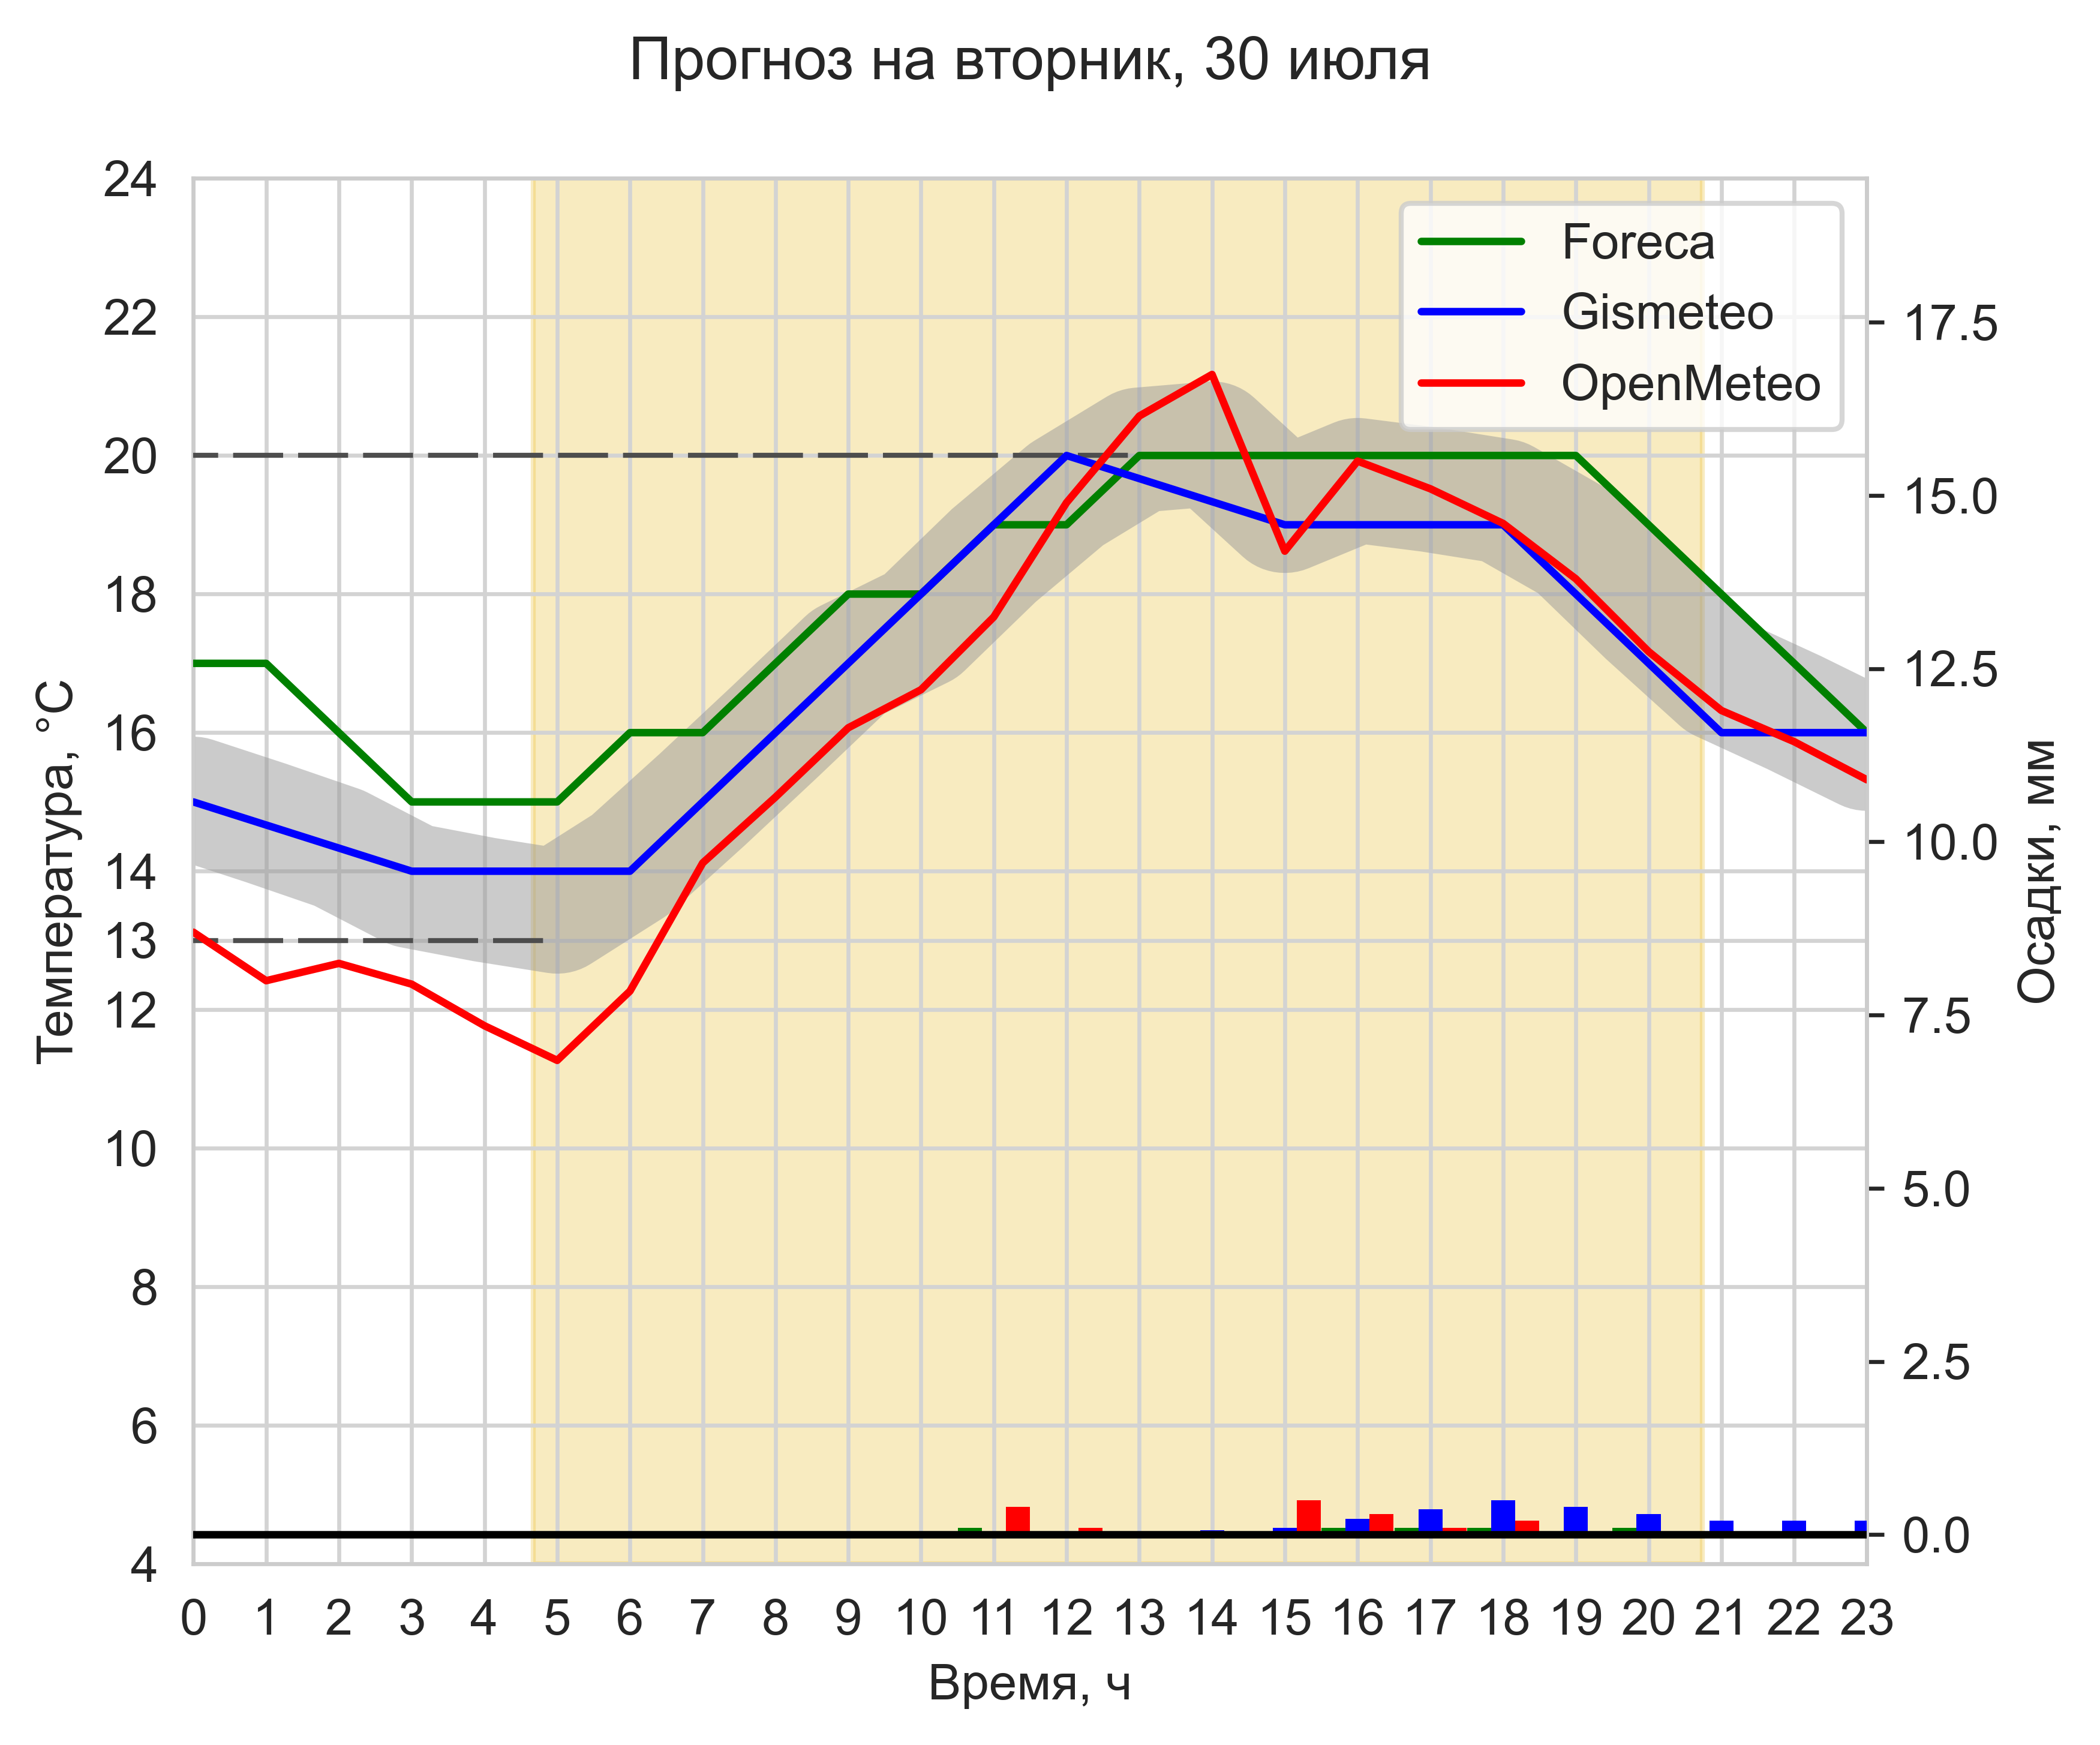 Прогноз на вторник, 30 июля
Foreca
Gismeteo
OpenMeteo
Температура, °C
24
22
20
18
16
14
13
12
10
8
6
4
17.5
15.0
12.5
10.0
7.5
5.0
2.5
0.0
Осадки, мм
0 1 2 3 4 5 6 7 8 9 10 11 12 13 14 15 16 17 18 19 20 21 22 23
Время, ч